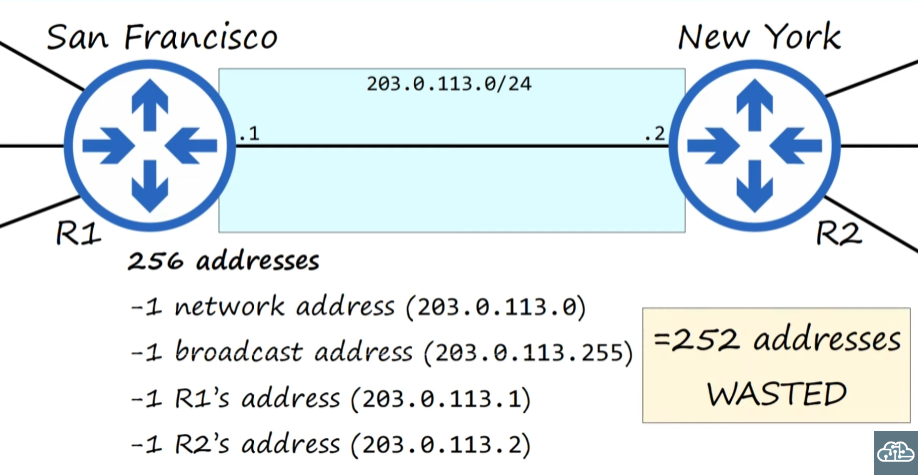 San Francisco
New York
203.0.113.0/24
.1
.2
R1
R2
256 addresses
-1 network address (203.0.113.0)
-1 broadcast address (203.0.113.255)
-1 R1's address (203.0.113.1)
-1 R2's address (203.0.113.2)
=252 addresses
WASTED